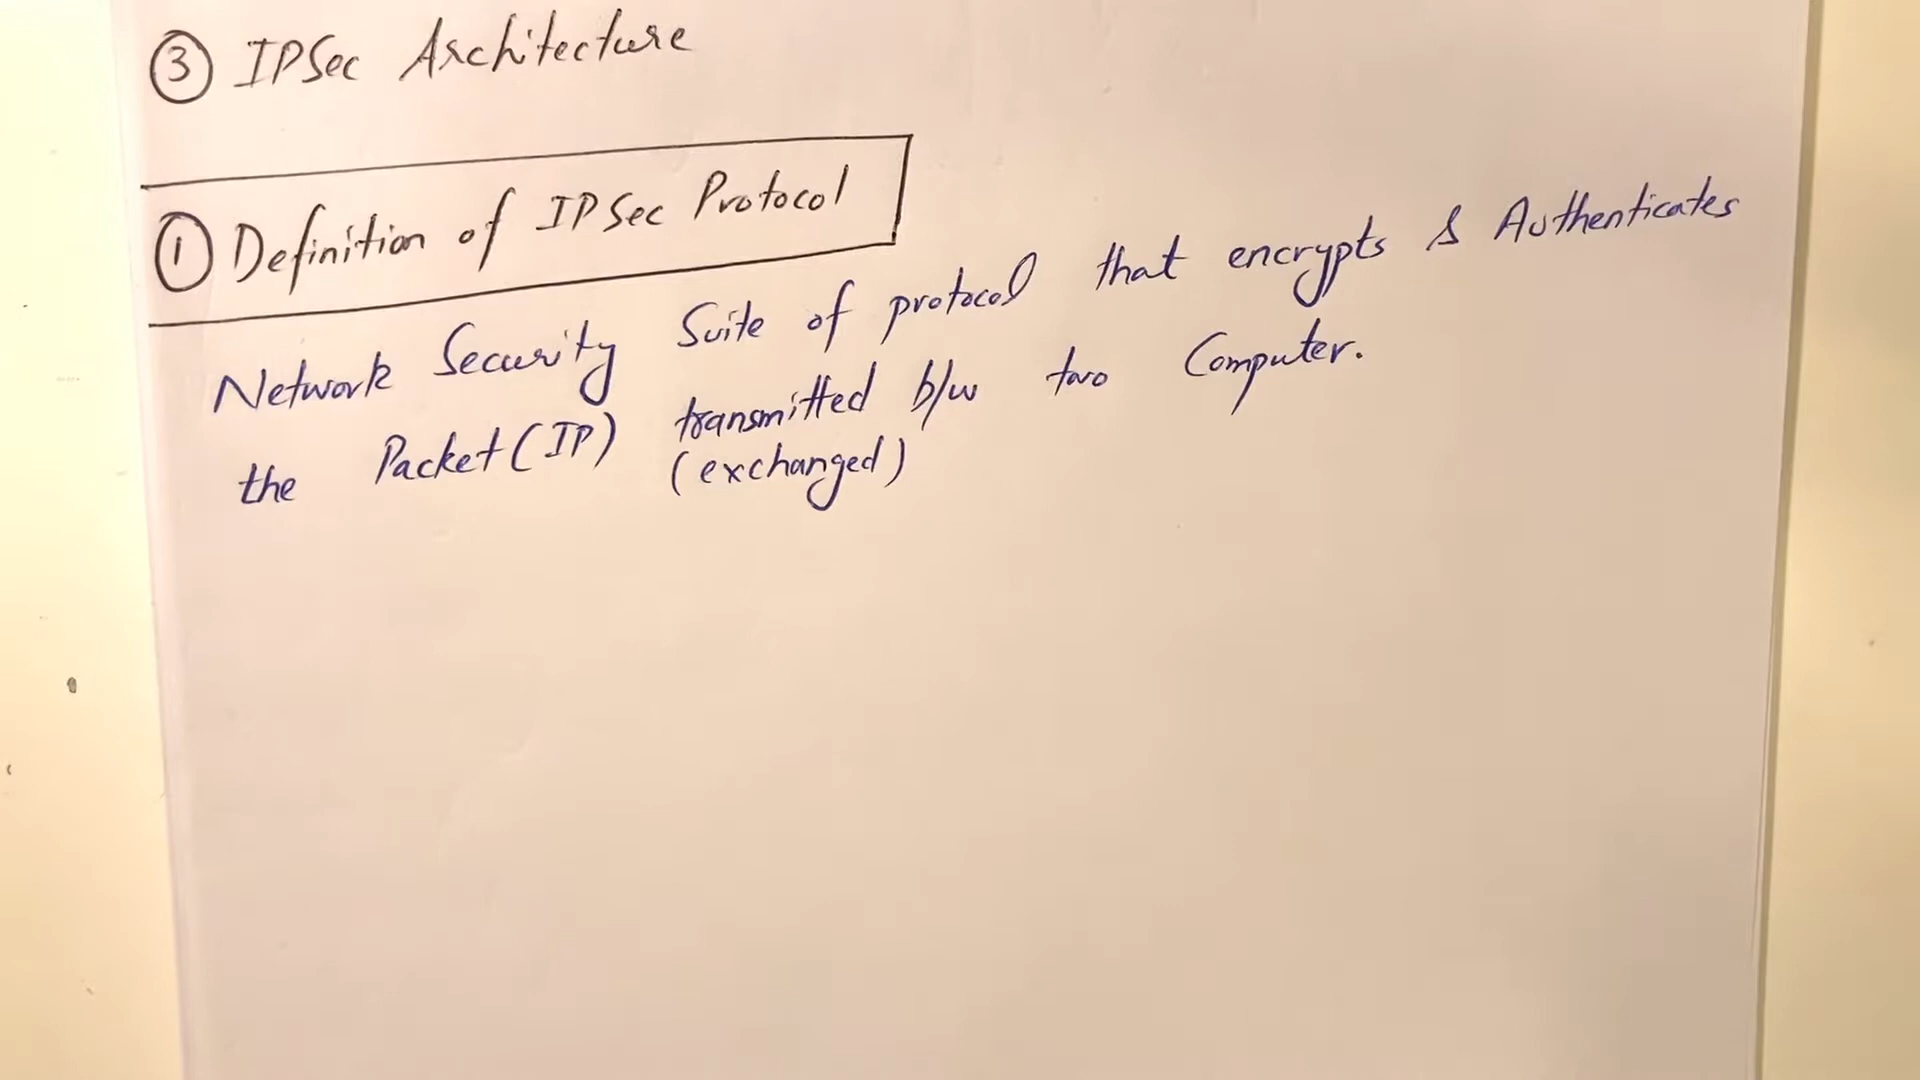 ③ IPSec Architecture
① Definition of IPSec Protocol
Network Security Suite of protocol that encrypts & Authenticates
the Packet (IP) transmitted b/w two Computer.
(exchanged)